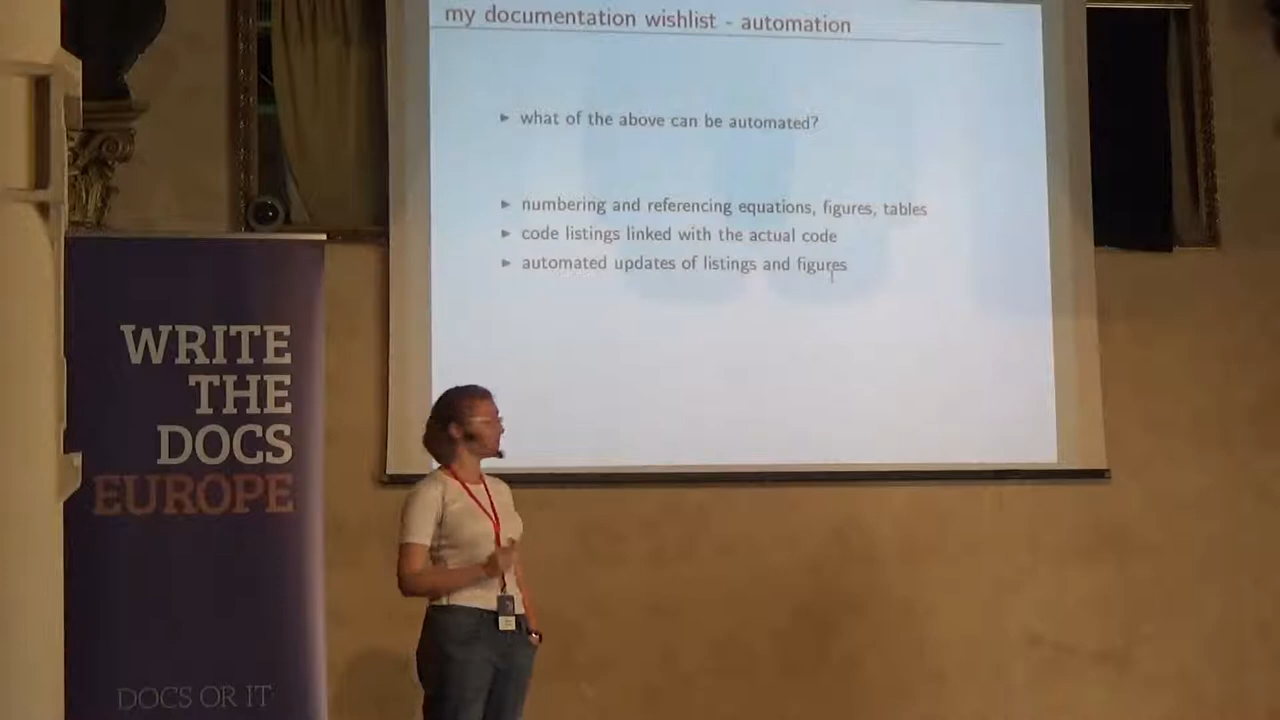 my documentation wishlist - automation
what of the above can be automated?
numbering and referencing equations, figures, tables
code listings linked with the actual code
automated updates of listings and figures
WRITE
THE
DOCS
EUROPE
DOCS OR IT